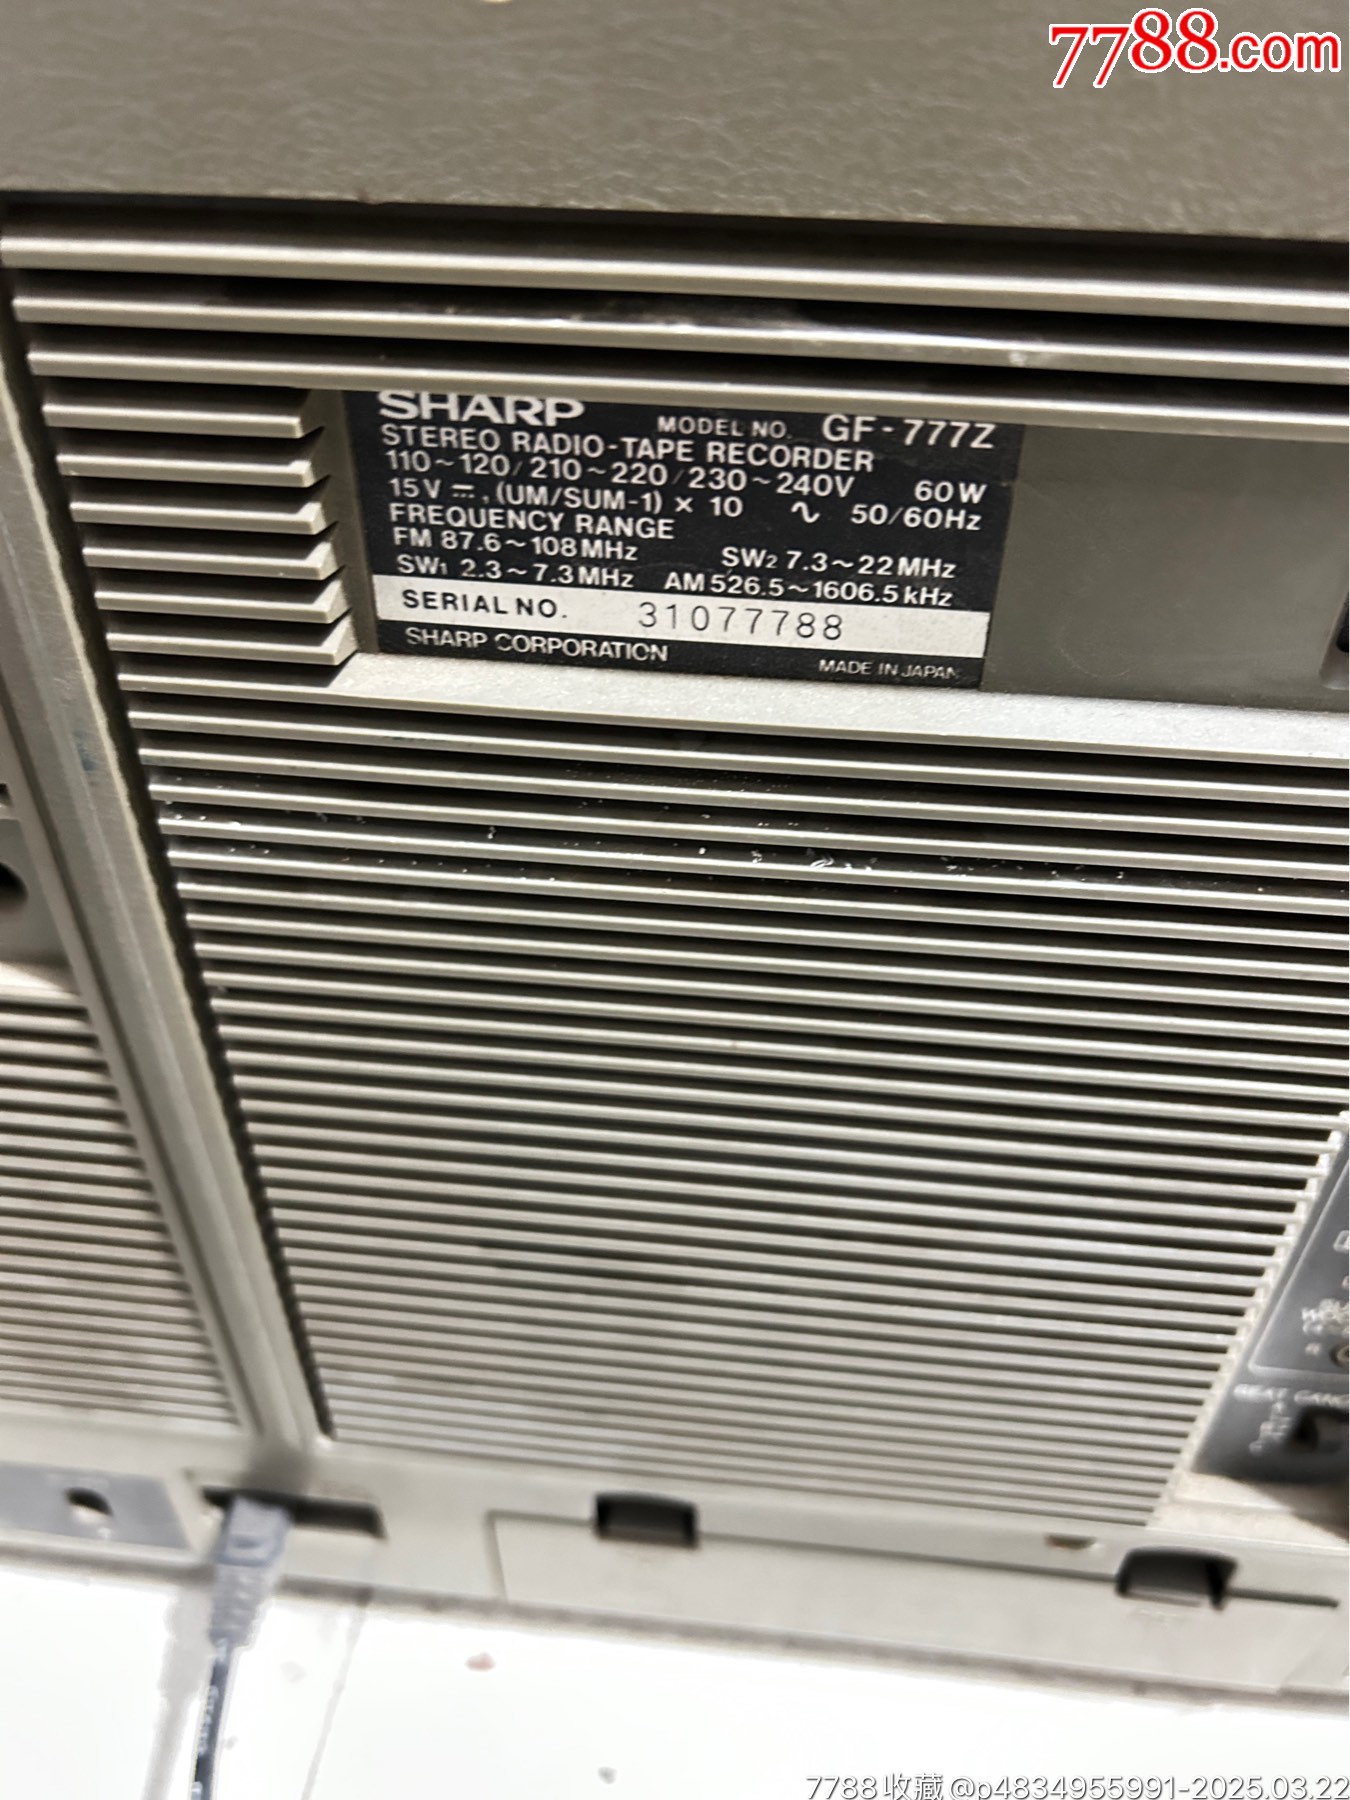 7788.com
SHARP MODEL NO. GF-777Z
STEREO RADIO-TAPE RECORDER
110~120/210~220/230~240V 60W
15V ⎓, (UM/SUM-1) × 10 ∿ 50/60Hz
FREQUENCY RANGE
FM 87.6~108MHz SW2 7.3~22MHz
SW1 2.3~7.3MHz AM 526.5~1606.5kHz
SERIAL NO. 31077788
SHARP CORPORATION MADE IN JAPAN
BEAT CANC
7788收藏@p4834955991-2025.03.22